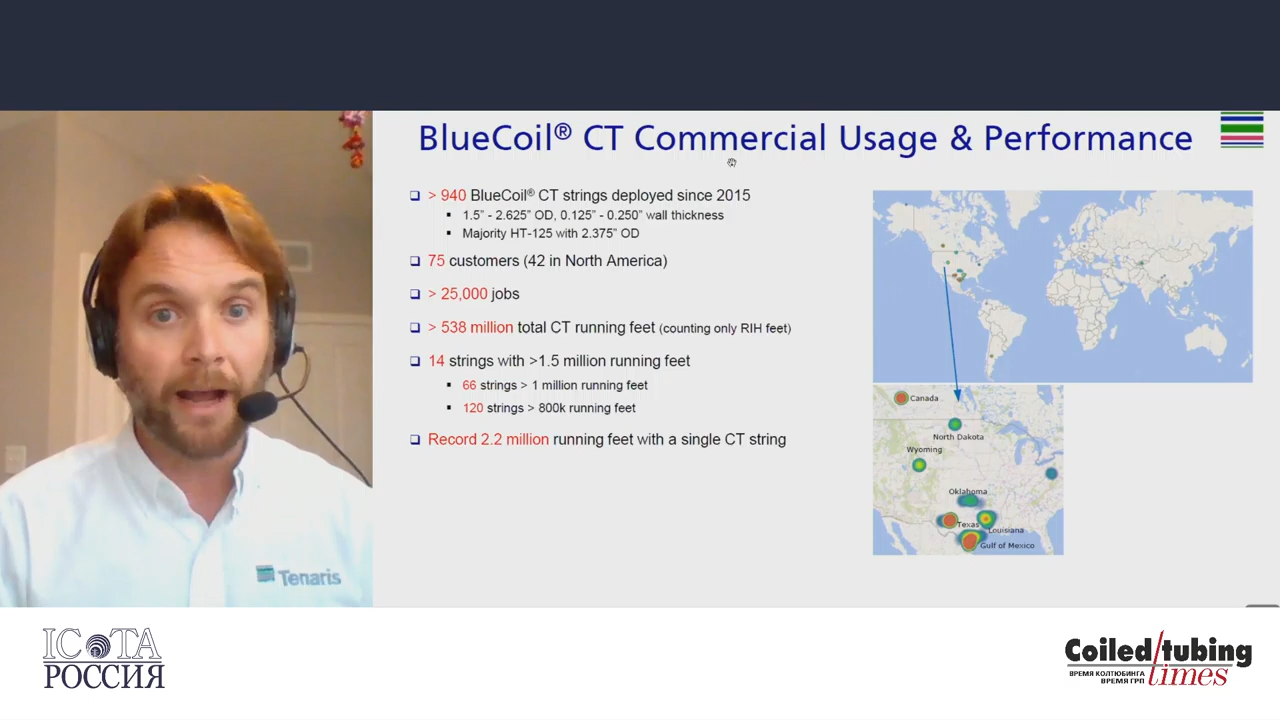 BlueCoil® CT Commercial Usage & Performance
> 940 BlueCoil® CT strings deployed since 2015
1.5” - 2.625” OD, 0.125” - 0.250” wall thickness
Majority HT-125 with 2.375” OD
75 customers (42 in North America)
> 25,000 jobs
> 538 million total CT running feet (counting only RIH feet)
14 strings with >1.5 million running feet
66 strings > 1 million running feet
120 strings > 800k running feet
Record 2.2 million running feet with a single CT string
Canada
North Dakota
Wyoming
Oklahoma
Texas
Louisiana
Gulf of Mexico
Tenaris
ICoTA
РОССИЯ
Coiled tubing
times
ВРЕМЯ КОЛТЮБИНГА
ВРЕМЯ ГРП